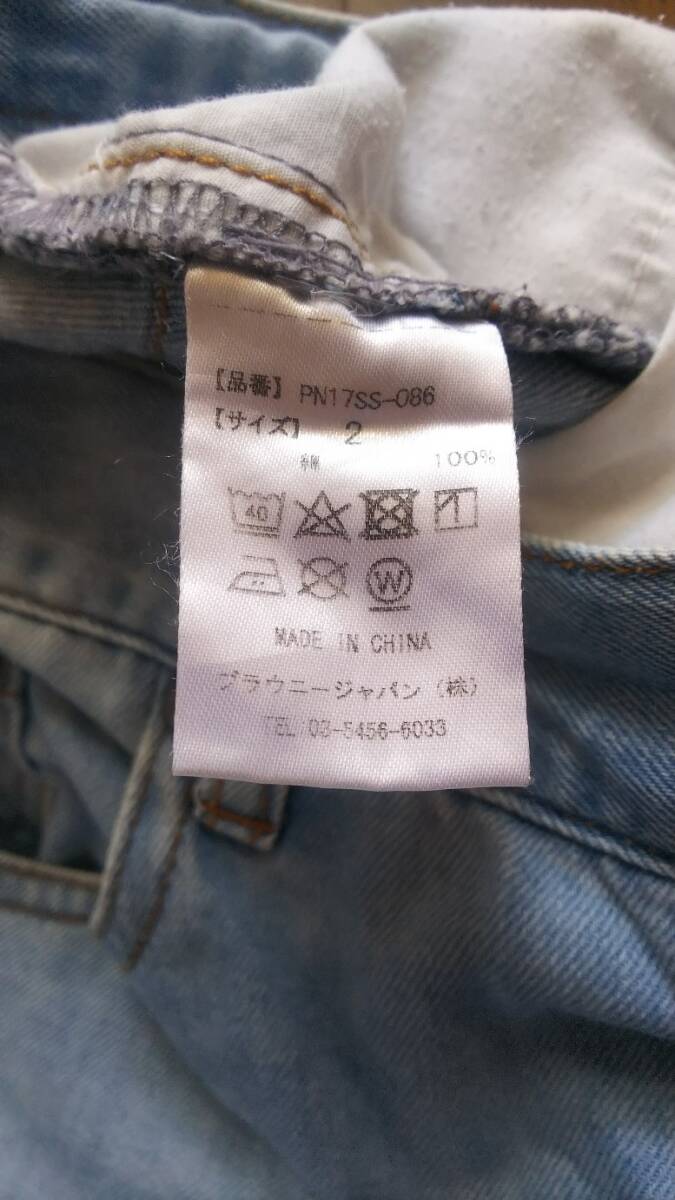 【品番】 PN17SS-086
【サイズ】 2
綿 100%
40
W
MADE IN CHINA
ブラウニージャパン（株）
TEL:03-5456-6033